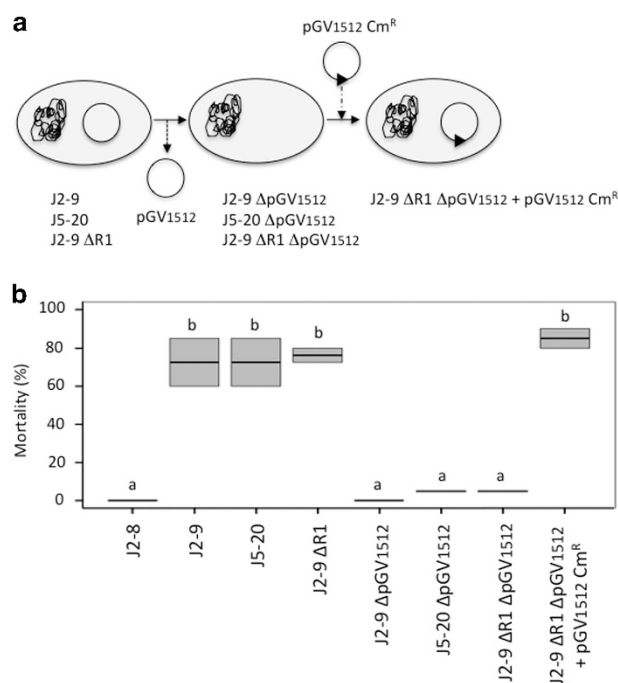 a
pGV1512 Cmᴿ
J2-9
J5-20
J2-9 ΔR1
pGV1512
J2-9 ΔpGV1512
J5-20 ΔpGV1512
J2-9 ΔR1 ΔpGV1512
J2-9 ΔR1 ΔpGV1512 + pGV1512 Cmᴿ
b
Mortality (%)
100
80
60
40
20
0
a
b
b
b
a
a
a
b
J2-8
J2-9
J5-20
J2-9 ΔR1
J2-9 ΔpGV1512
J5-20 ΔpGV1512
J2-9 ΔR1 ΔpGV1512
J2-9 ΔR1 ΔpGV1512
+ pGV1512 Cmᴿ